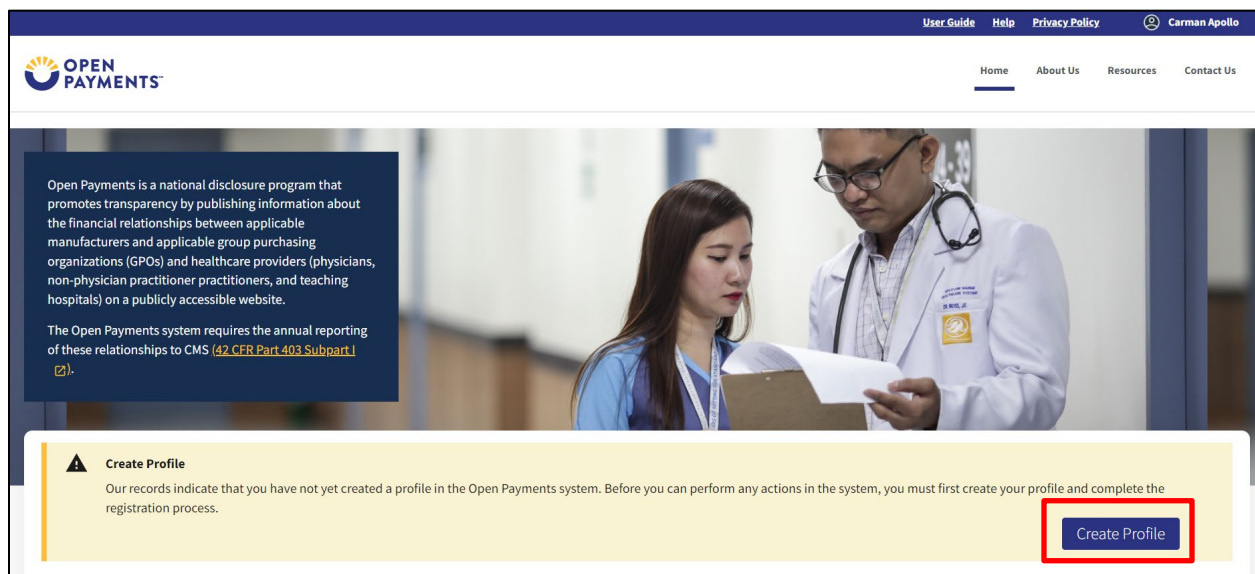 User Guide Help Privacy Policy Carman Apollo
OPEN
PAYMENTS
Home About Us Resources Contact Us
Open Payments is a national disclosure program that
promotes transparency by publishing information about
the financial relationships between applicable
manufacturers and applicable group purchasing
organizations (GPOs) and healthcare providers (physicians,
non-physician practitioner practitioners, and teaching
hospitals) on a publicly accessible website.
The Open Payments system requires the annual reporting
of these relationships to CMS (42 CFR Part 403 Subpart I
).
Create Profile
Our records indicate that you have not yet created a profile in the Open Payments system. Before you can perform any actions in the system, you must first create your profile and complete the
registration process.
Create Profile